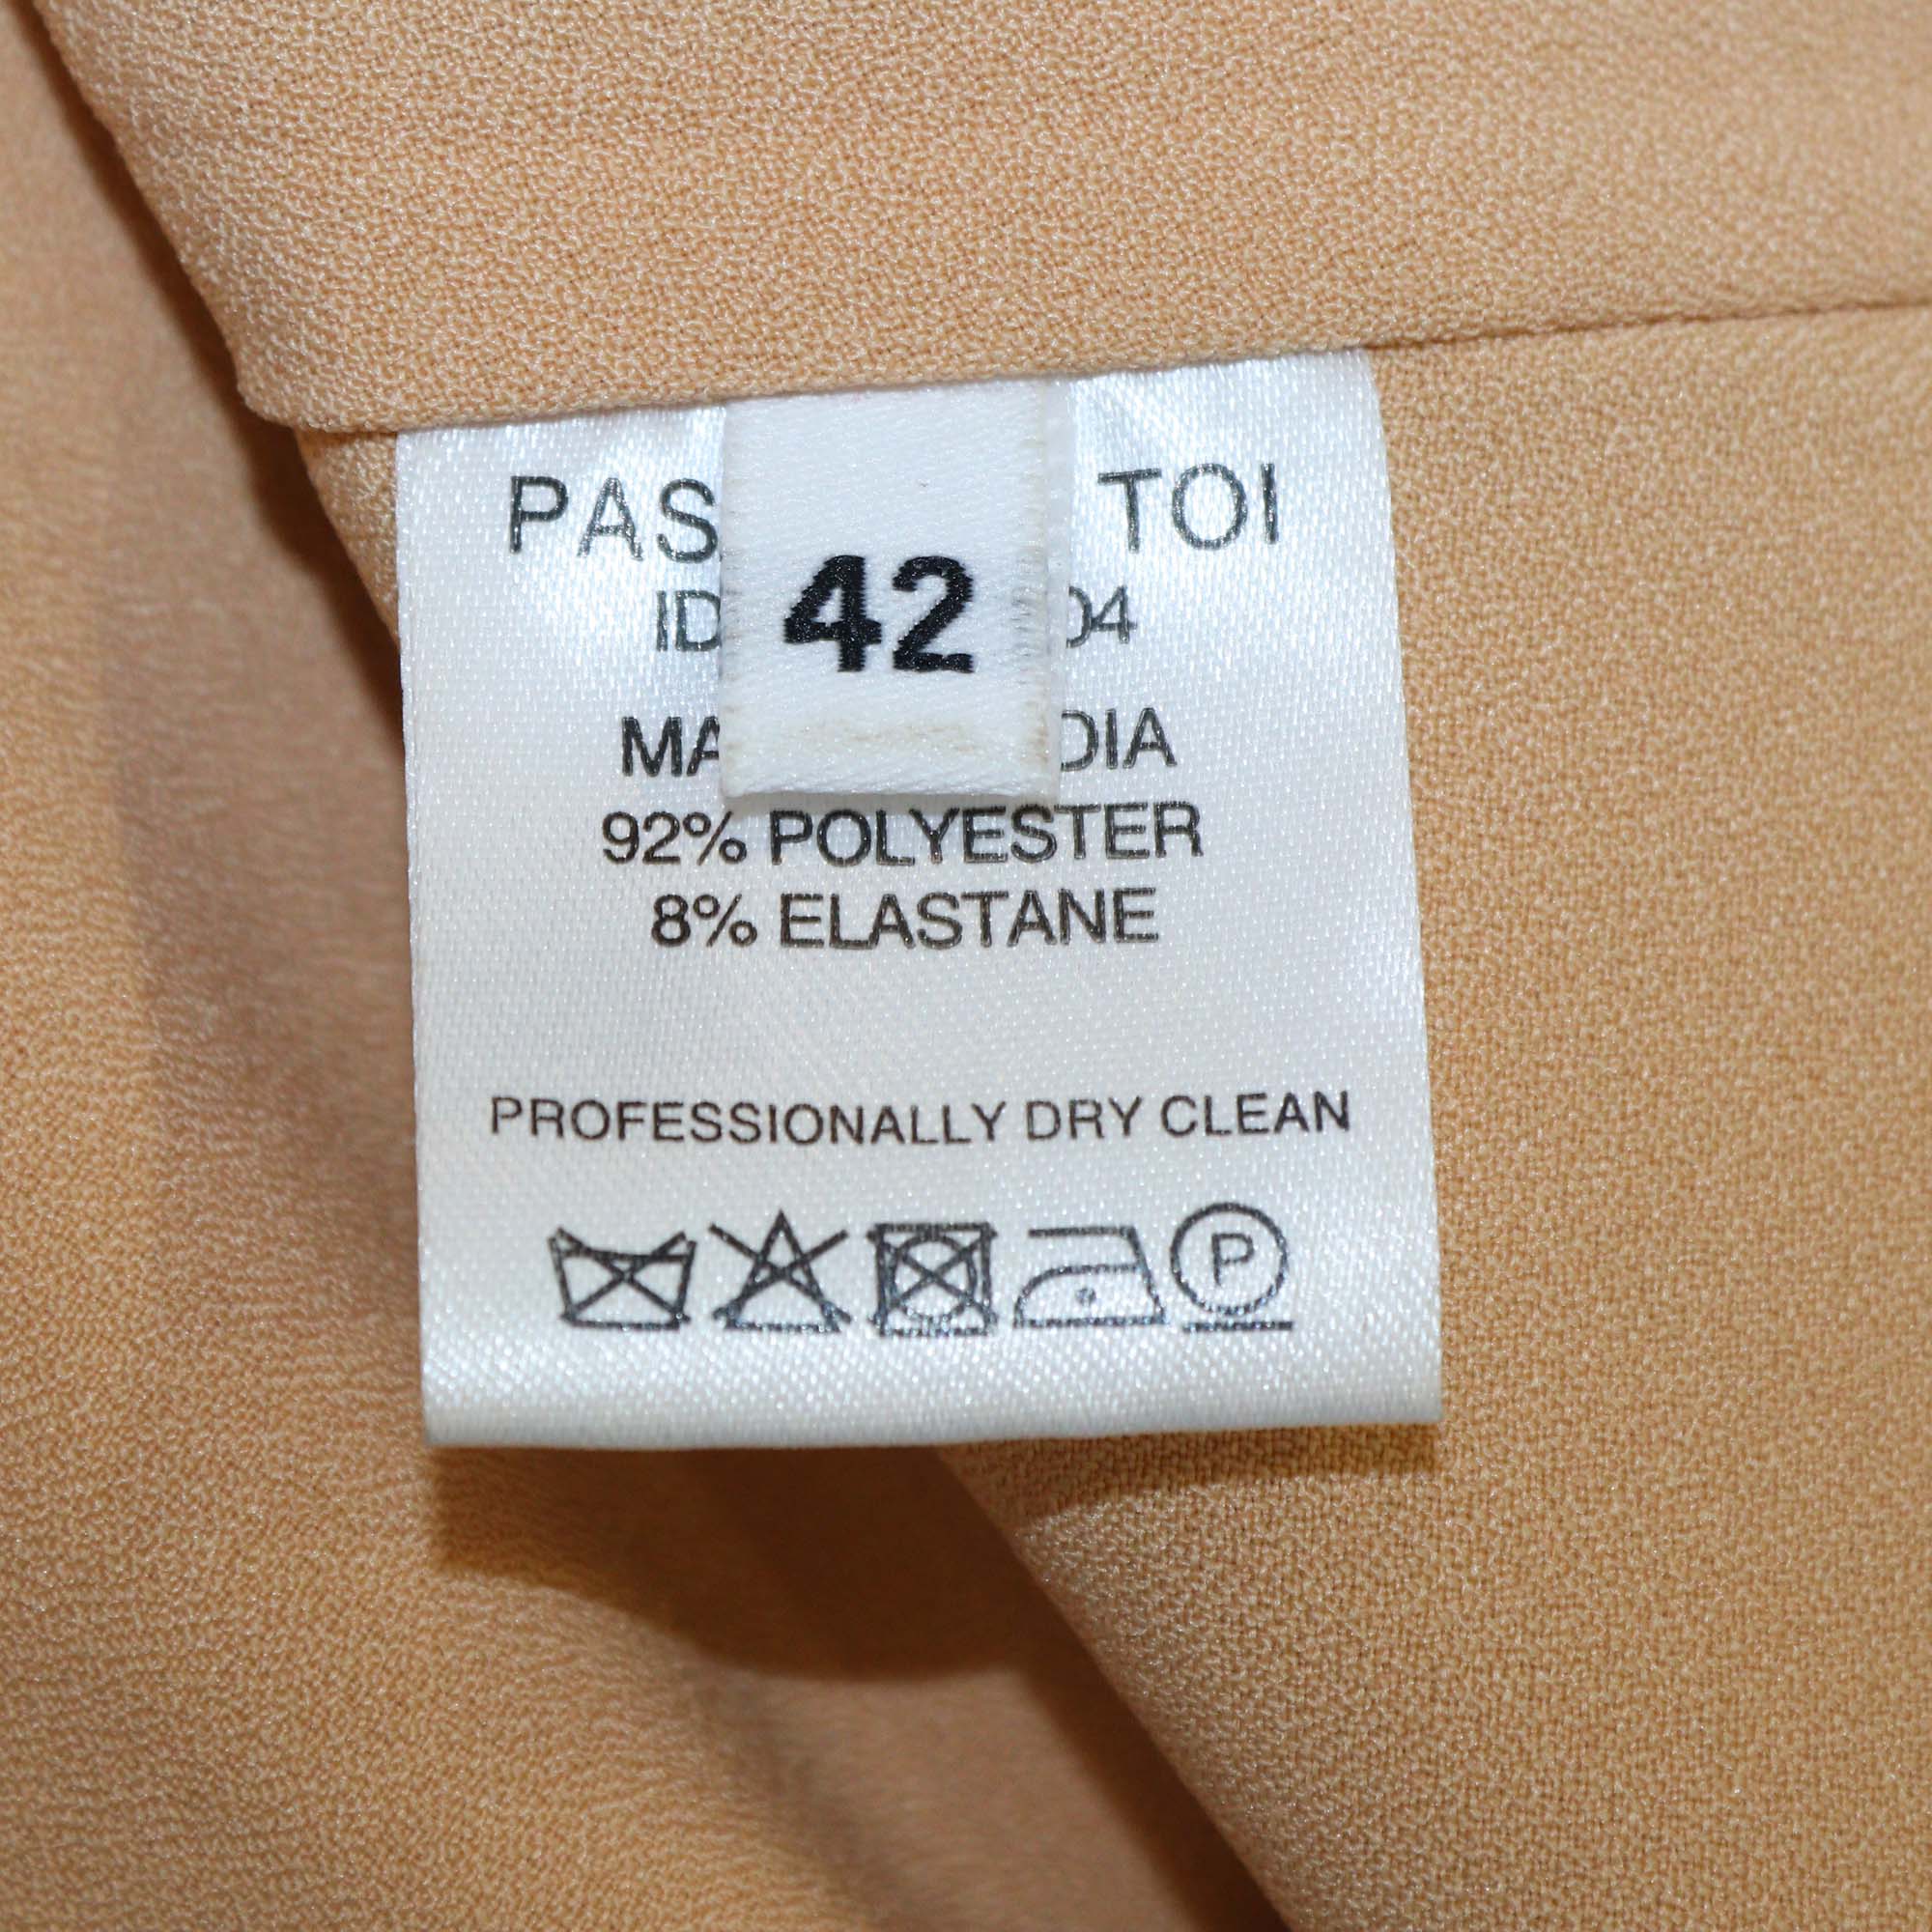 PAS TOI
42
ID 04
MA DIA
92% POLYESTER
8% ELASTANE
PROFESSIONALLY DRY CLEAN
P